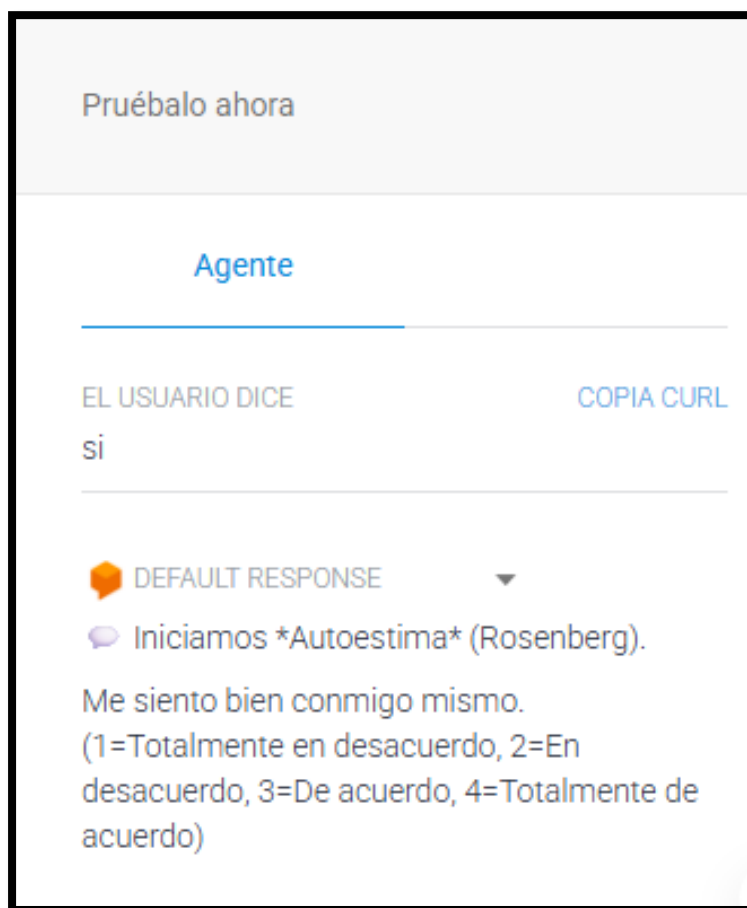 Pruébalo ahora
Agente
EL USUARIO DICE COPIA CURL
si
DEFAULT RESPONSE
Iniciamos *Autoestima* (Rosenberg).
Me siento bien conmigo mismo.
(1=Totalmente en desacuerdo, 2=En
desacuerdo, 3=De acuerdo, 4=Totalmente de
acuerdo)